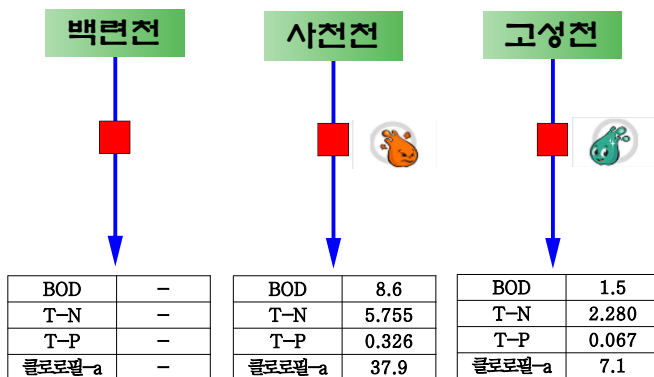 백련천 사천천 고성천
BOD － BOD 8.6 BOD 1.5
T－N － T－N 5.755 T－N 2.280
T－P － T－P 0.326 T－P 0.067
클로로필－a － 클로로필－a 37.9 클로로필－a 7.1